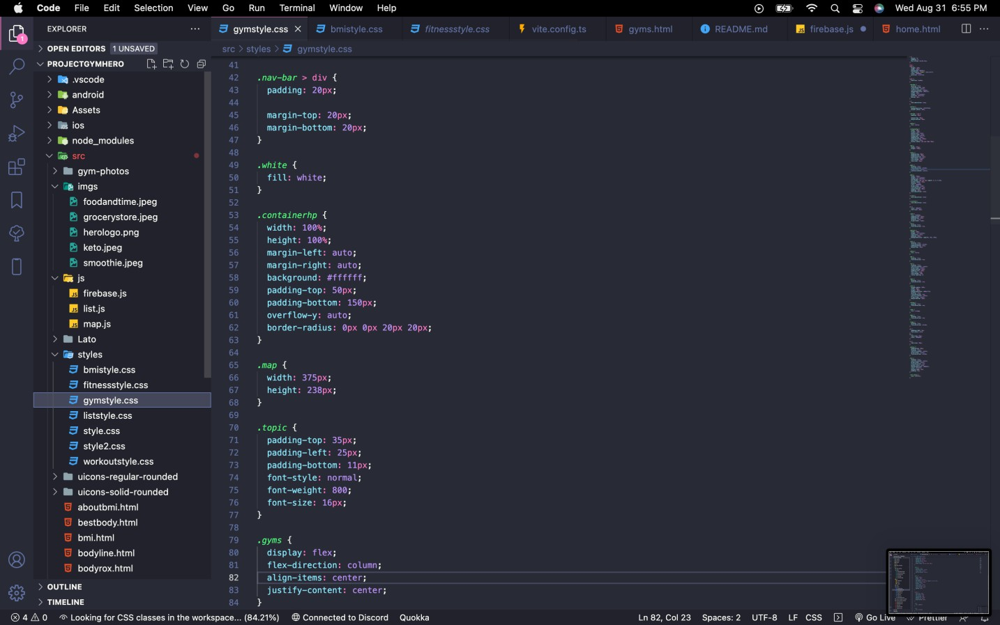 Code File Edit Selection View Go Run Terminal Window Help Wed Aug 31 6:55 PM
EXPLORER ···
gymstyle.css bmistyle.css fitnessstyle.css vite.config.ts gyms.html README.md firebase.js home.html ···
1
OPEN EDITORS 1 UNSAVED
src > styles > gymstyle.css
PROJECTGYMHERO
.vscode
android
Assets
ios
node_modules
src
gym-photos
imgs
foodandtime.jpeg
grocerystore.jpeg
herologo.png
keto.jpeg
smoothie.jpeg
js
firebase.js
list.js
map.js
Lato
styles
bmistyle.css
fitnessstyle.css
gymstyle.css
liststyle.css
style.css
style2.css
workoutstyle.css
uicons-regular-rounded
uicons-solid-rounded
aboutbmi.html
bestbody.html
bmi.html
bodyline.html
bodyrox.html
OUTLINE
TIMELINE
41
42 .nav-bar > div {
43 padding: 20px;
44
45 margin-top: 20px;
46 margin-bottom: 20px;
47 }
48
49 .white {
50 fill: white;
51 }
52
53 .containerhp {
54 width: 100%;
55 height: 100%;
56 margin-left: auto;
57 margin-right: auto;
58 background: #ffffff;
59 padding-top: 50px;
60 padding-bottom: 150px;
61 overflow-y: auto;
62 border-radius: 0px 0px 20px 20px;
63 }
64
65 .map {
66 width: 375px;
67 height: 238px;
68 }
69
70 .topic {
71 padding-top: 35px;
72 padding-left: 25px;
73 padding-bottom: 11px;
74 font-style: normal;
75 font-weight: 800;
76 font-size: 16px;
77 }
78
79 .gyms {
80 display: flex;
81 flex-direction: column;
82 align-items: center;
83 justify-content: center;
84 }
4 0 Looking for CSS classes in the workspace... (84.21%) Connected to Discord Quokka Ln 82, Col 23 Spaces: 2 UTF-8 LF CSS Go Live Prettier